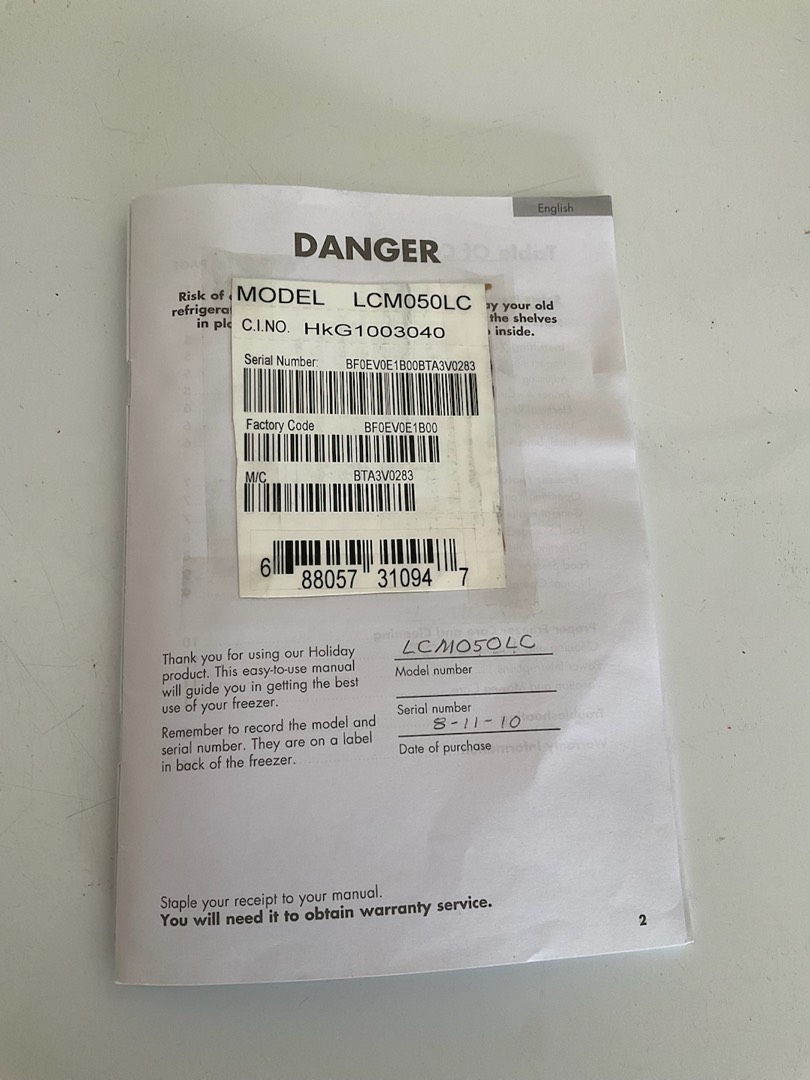 English
DANGER
Risk of
refrigera
in pl
ay your old
the shelves
inside.
MODEL LCM050LC
C.I.NO. HkG1003040
Serial Number: BF0EV0E1B00BTA3V0283
Factory Code BF0EV0E1B00
M/C BTA3V0283
6 88057 31094 7
Thank you for using our Holiday
product. This easy-to-use manual
will guide you in getting the best
use of your freezer.
Remember to record the model and
serial number. They are on a label
in back of the freezer.
LCM050LC
Model number
Serial number
8-11-10
Date of purchase
Staple your receipt to your manual.
You will need it to obtain warranty service.
2